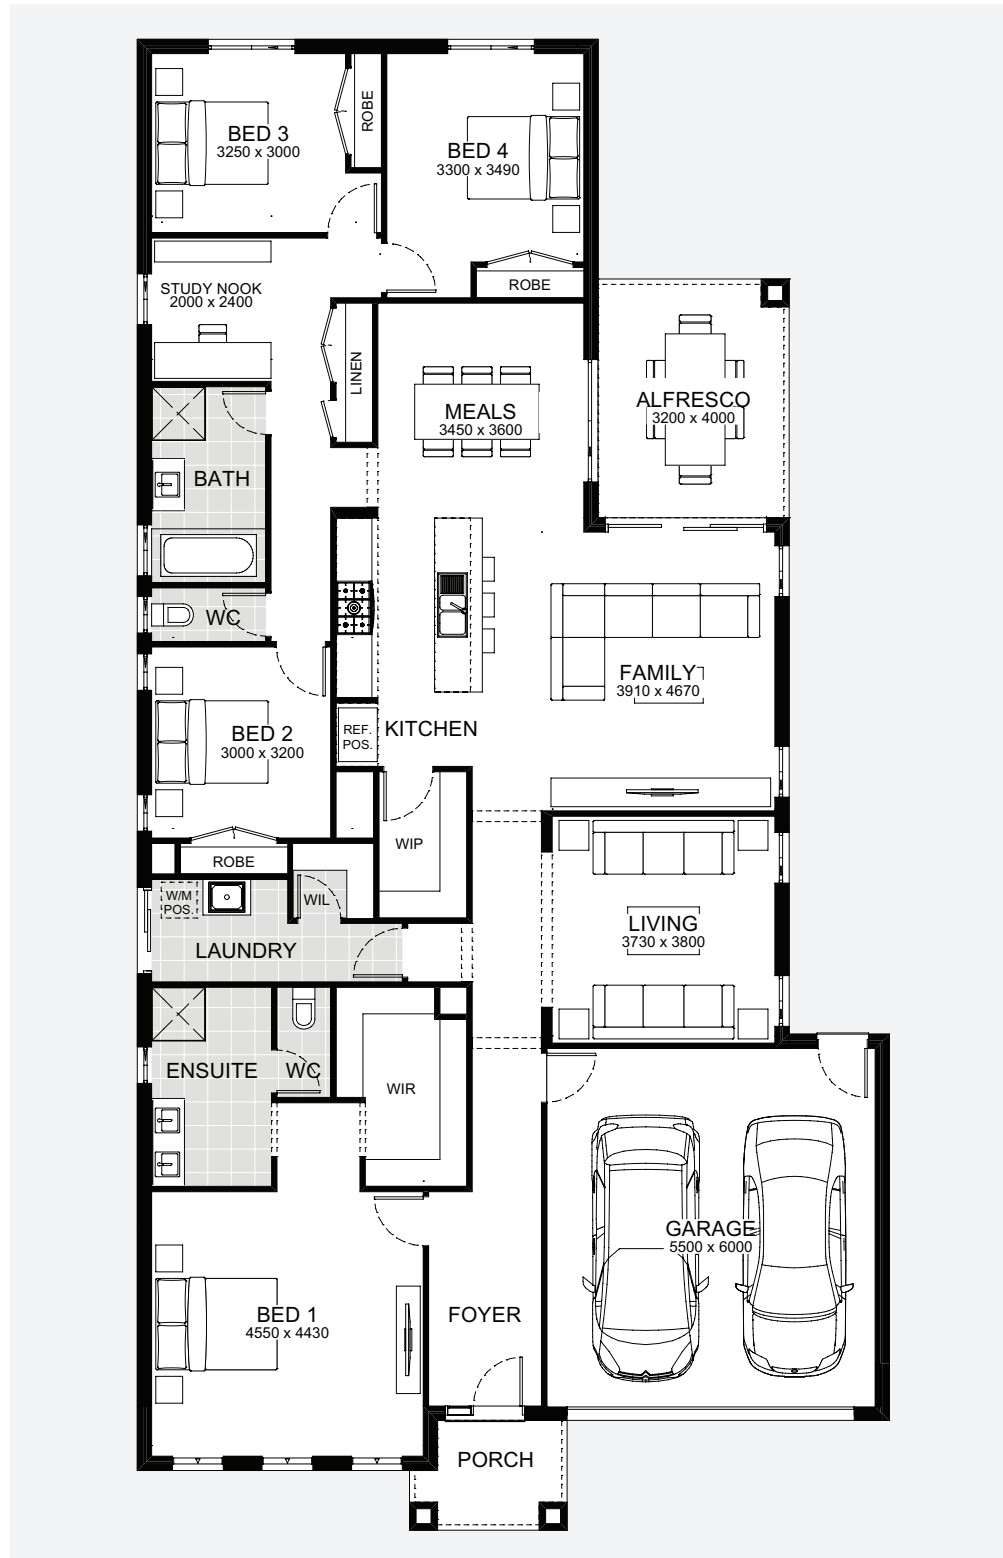 BED 3
3250 x 3000
ROBE
BED 4
3300 x 3490
ROBE
STUDY NOOK
2000 x 2400
LINEN
MEALS
3450 x 3600
ALFRESCO
3200 x 4000
BATH
WC
FAMILY
3910 x 4670
BED 2
3000 x 3200
REF.
POS.
KITCHEN
WIP
ROBE
W/M
POS.
WIL
LIVING
3730 x 3800
LAUNDRY
ENSUITE
WC
WIR
GARAGE
5500 x 6000
BED 1
4550 x 4430
FOYER
PORCH